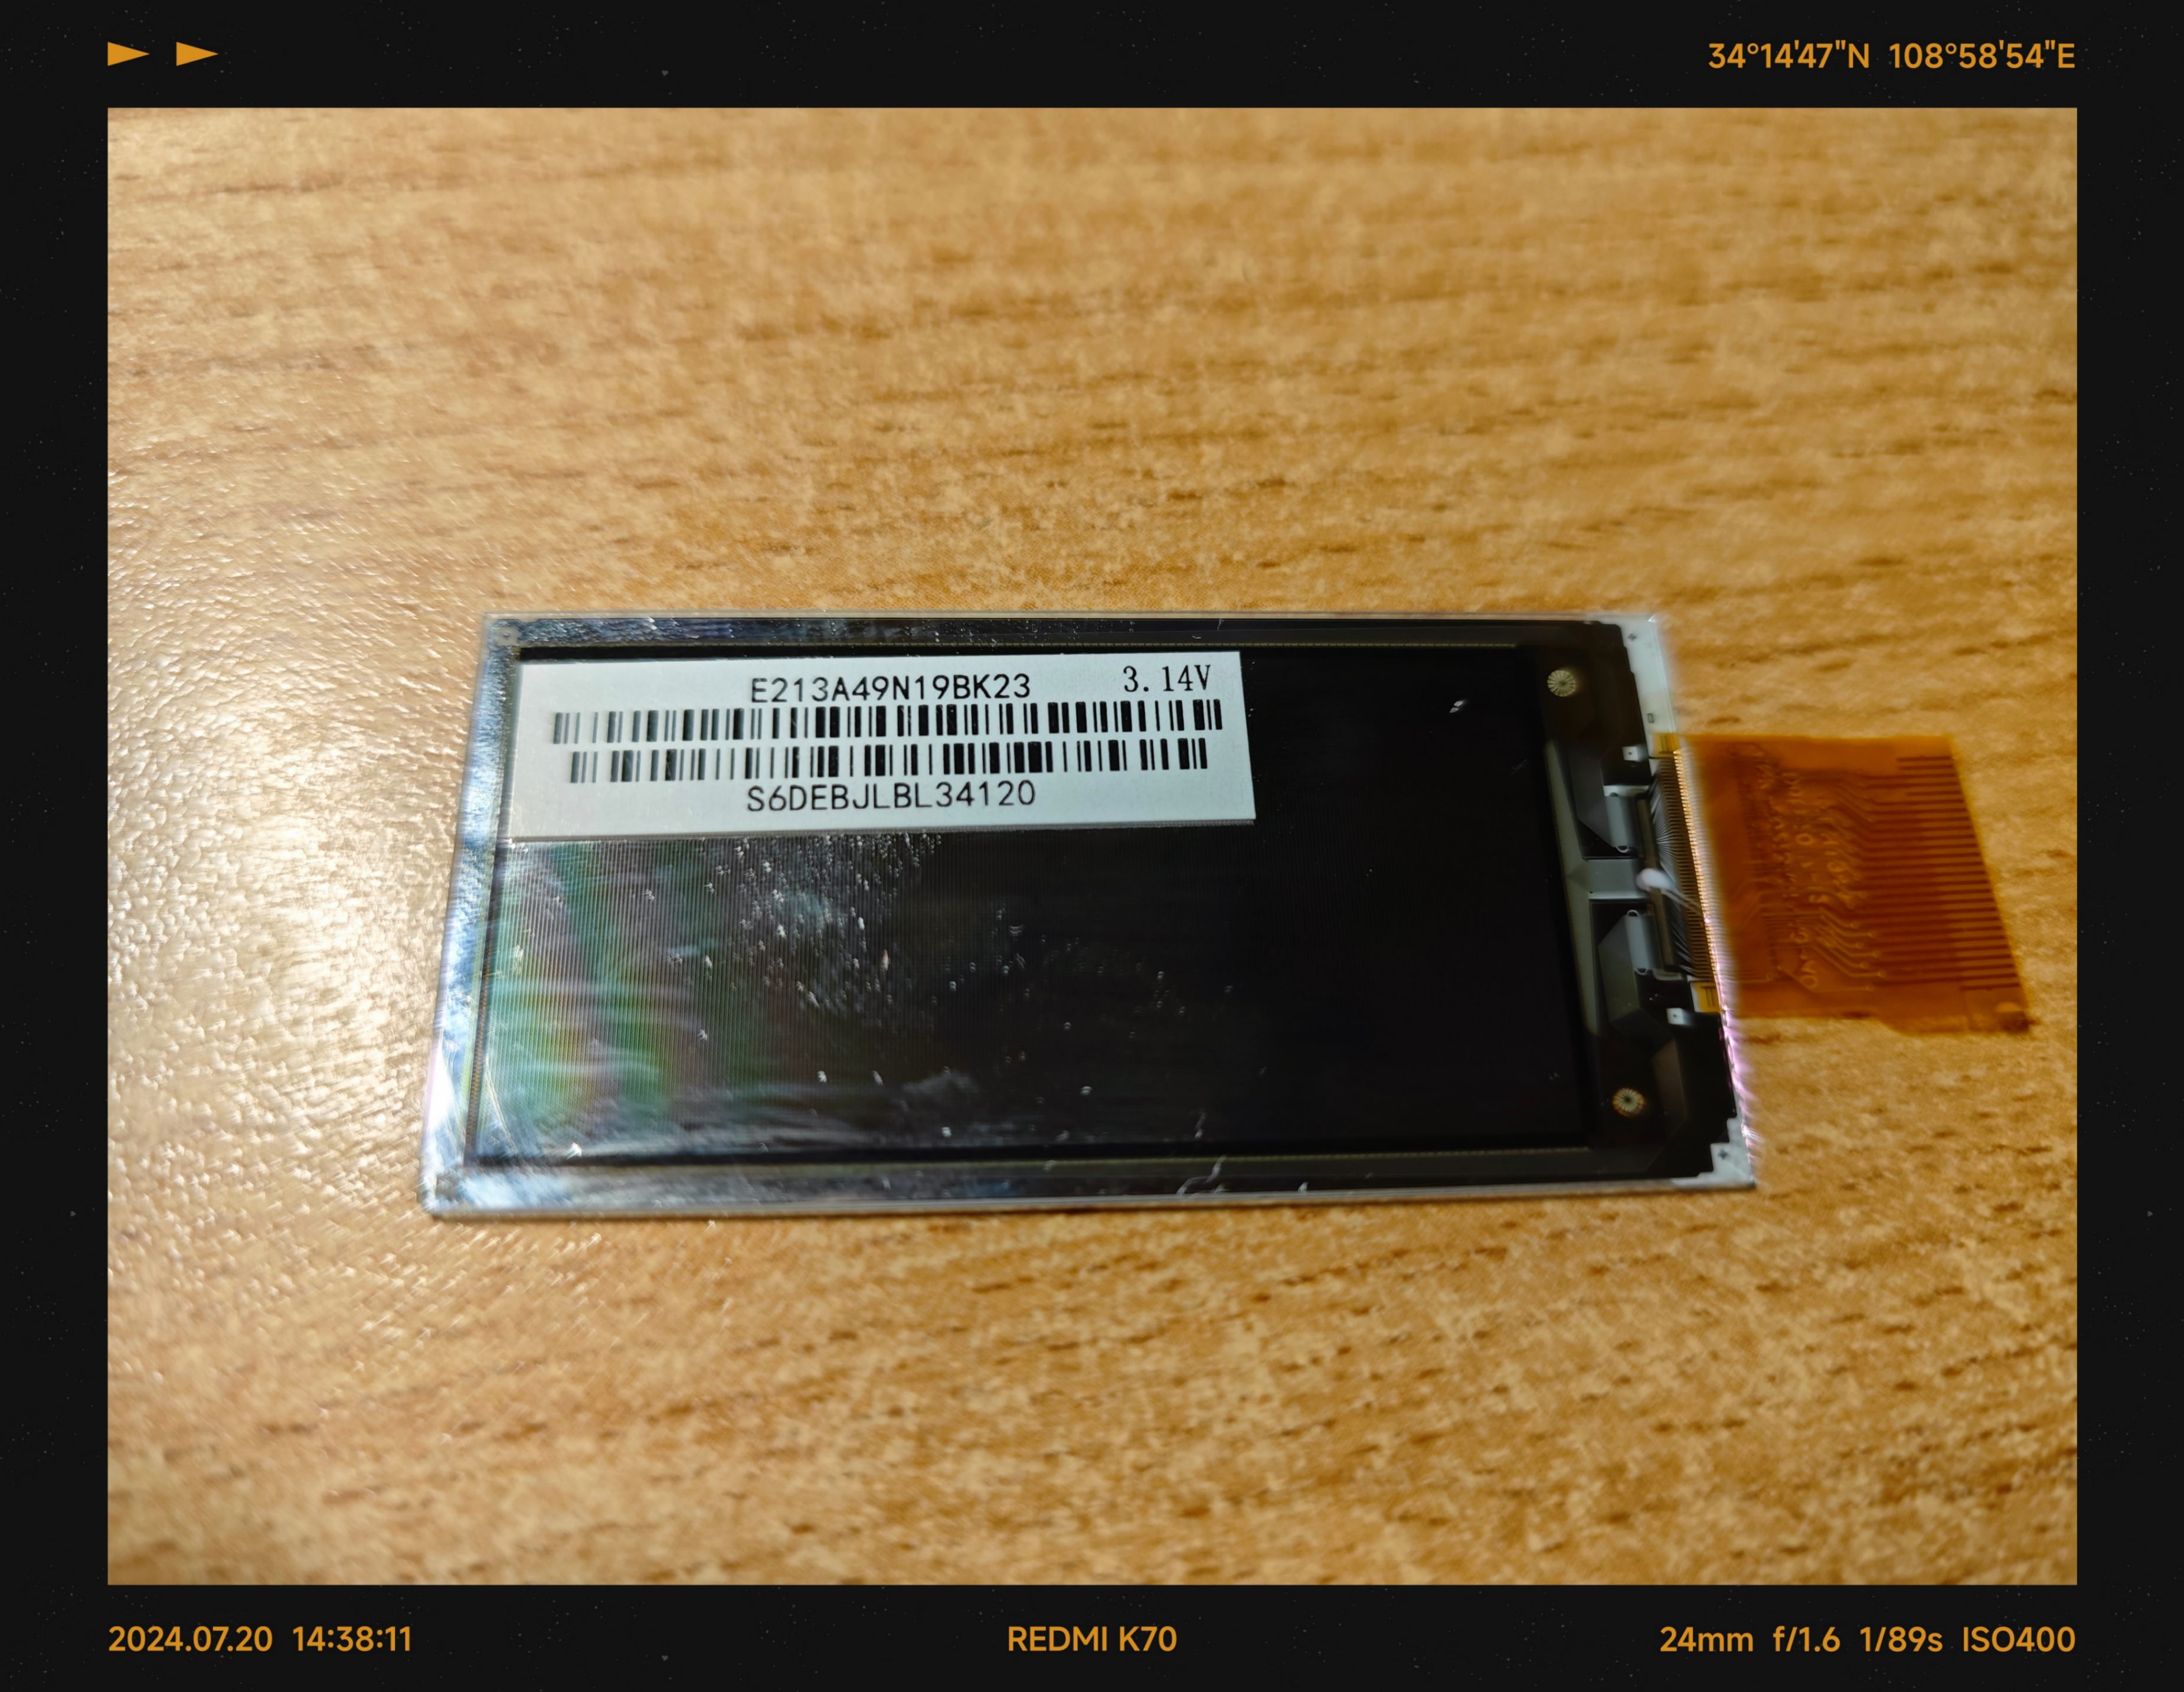 34°14'47"N 108°58'54"E
E213A49N19BK23 3.14V
S6DEBJLBL34120
2024.07.20 14:38:11 REDMI K70 24mm f/1.6 1/89s ISO400